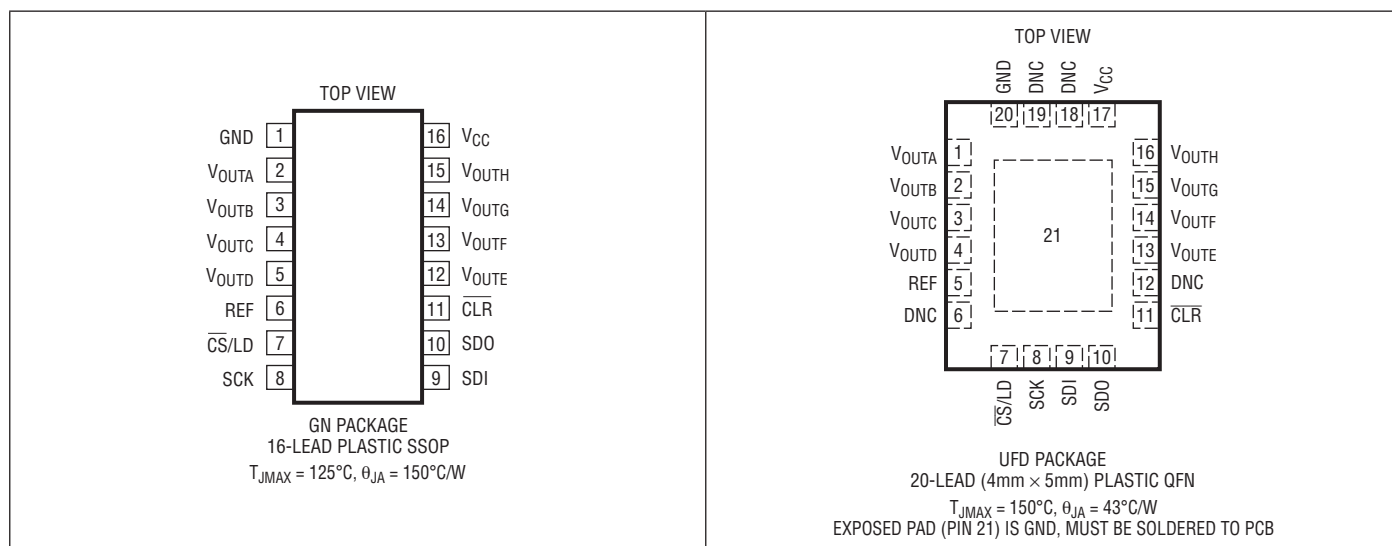 TOP VIEW
GND 1
VOUTA 2
VOUTB 3
VOUTC 4
VOUTD 5
REF 6
C̅S̅/LD 7
SCK 8
16 VCC
15 VOUTH
14 VOUTG
13 VOUTF
12 VOUTE
11 C̅L̅R̅
10 SDO
9 SDI
GN PACKAGE
16-LEAD PLASTIC SSOP
TJMAX = 125°C, θJA = 150°C/W
TOP VIEW
GND DNC DNC VCC
20 19 18 17
VOUTA 1
VOUTB 2
VOUTC 3
VOUTD 4
REF 5
DNC 6
21
16 VOUTH
15 VOUTG
14 VOUTF
13 VOUTE
12 DNC
11 C̅L̅R̅
7 8 9 10
C̅S̅/LD SCK SDI SDO
UFD PACKAGE
20-LEAD (4mm × 5mm) PLASTIC QFN
TJMAX = 150°C, θJA = 43°C/W
EXPOSED PAD (PIN 21) IS GND, MUST BE SOLDERED TO PCB